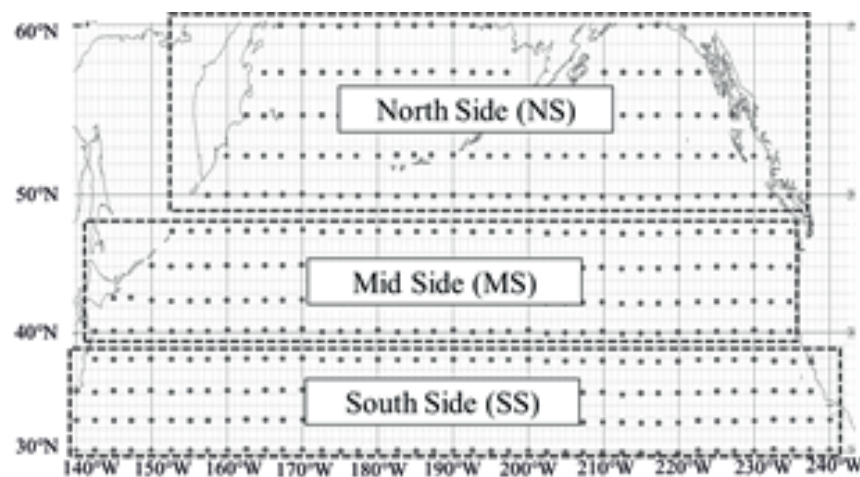 60°N
North Side (NS)
50°N
Mid Side (MS)
40°N
South Side (SS)
30°N
140°W 150°W 160°W 170°W 180°W 190°W 200°W 210°W 220°W 230°W 240°W